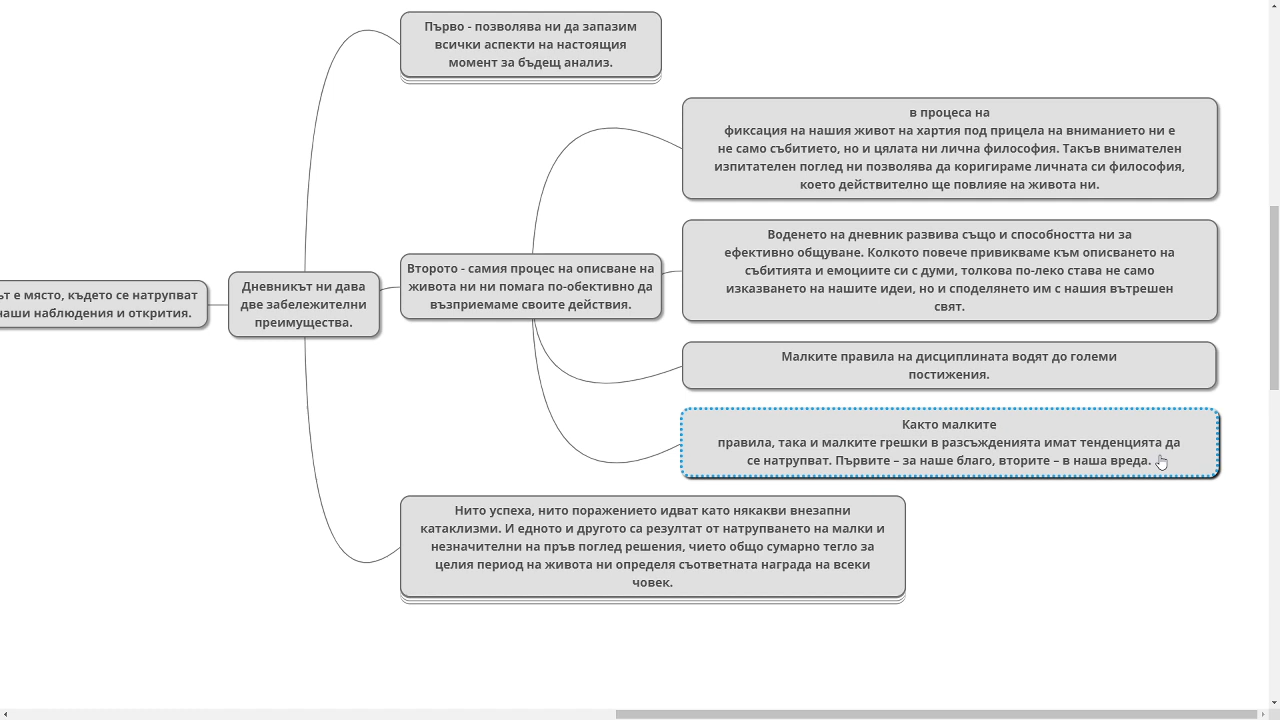 Първо - позволява ни да запазим
всички аспекти на настоящия
момент за бъдещ анализ.
в процеса на
фиксация на нашия живот на хартия под прицела на вниманието ни е
не само събитието, но и цялата ни лична философия. Такъв внимателен
изпитателен поглед ни позволява да коригираме личната си философия,
което действително ще повлияе на живота ни.
Воденето на дневник развива също и способността ни за
ефективно общуване. Колкото повече привикваме към описването на
събитията и емоциите си с думи, толкова по-леко става не само
изказването на нашите идеи, но и споделянето им с нашия вътрешен
свят.
Второто - самия процес на описване на
живота ни ни помага по-обективно да
възприемаме своите действия.
Дневникът ни дава
две забележителни
преимущества.
е място, където се натрупват
наблюдения и открития.
Малките правила на дисциплината водят до големи
постижения.
Както малките
правила, така и малките грешки в разсъжденията имат тенденцията да
се натрупват. Първите – за наше благо, вторите – в наша вреда.
Нито успеха, нито поражението идват като някакви внезапни
катаклизми. И едното и другото са резултат от натрупването на малки и
незначителни на пръв поглед решения, чието общо сумарно тегло за
целия период на живота ни определя съответната награда на всеки
човек.